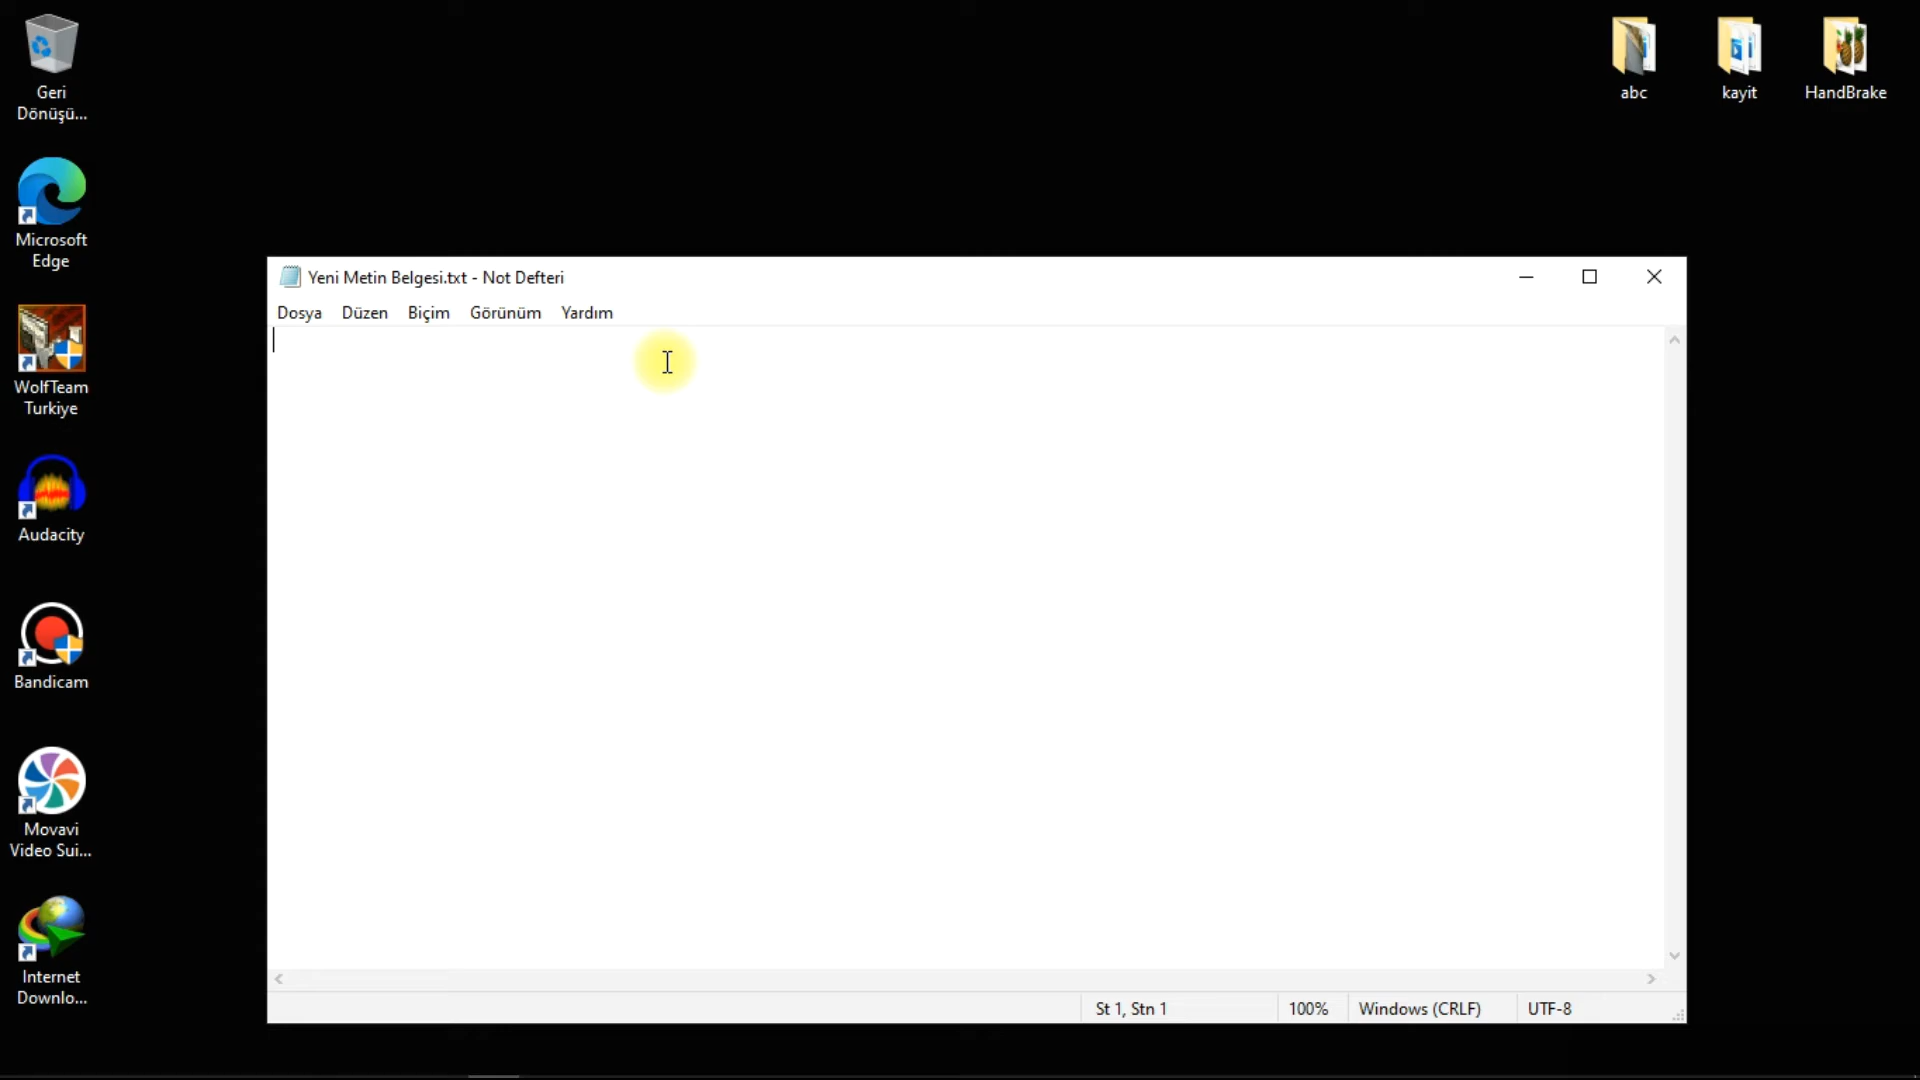 Geri
Dönüşü...
Microsoft
Edge
WolfTeam
Turkiye
Audacity
Bandicam
Movavi
Video Sui...
Internet
Downlo...
abc
kayit
HandBrake
Yeni Metin Belgesi.txt - Not Defteri
Dosya Düzen Biçim Görünüm Yardım
St 1, Stn 1 100% Windows (CRLF) UTF-8